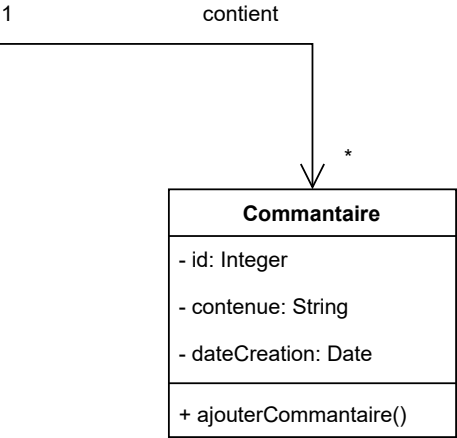 1 contient
*
Commantaire
- id: Integer
- contenue: String
- dateCreation: Date
+ ajouterCommantaire()